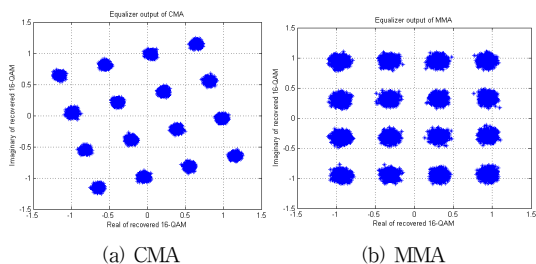 Equalizer output of CMA
1.5
1
0.5
0
-0.5
-1
-1.5
Imaginary of recovered 16-QAM
-1.5 -1 -0.5 0 0.5 1 1.5
Real of recovered 16-QAM
(a) CMA
Equalizer output of MMA
1.5
1
0.5
0
-0.5
-1
-1.5
Imaginary of recovered 16-QAM
-1.5 -1 -0.5 0 0.5 1 1.5
Real of recovered 16-QAM
(b) MMA